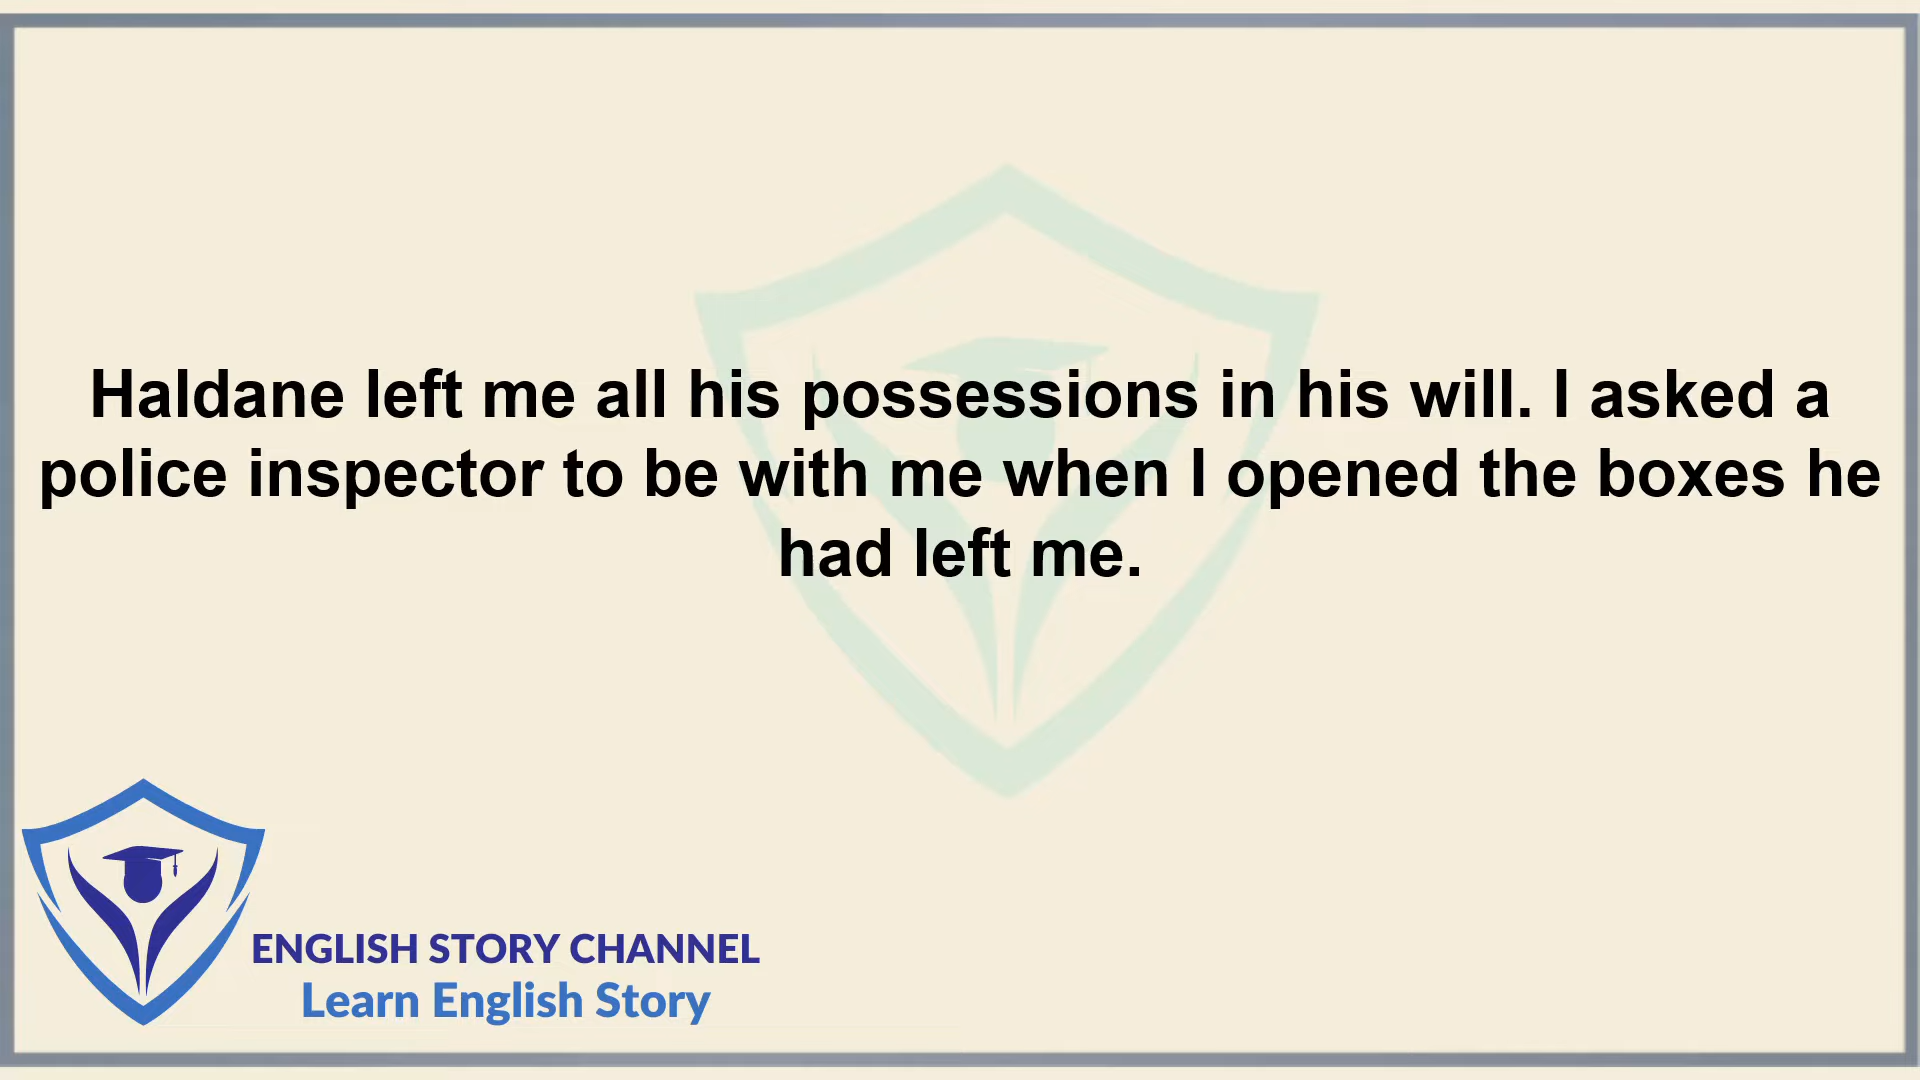 Haldane left me all his possessions in his will. I asked a
police inspector to be with me when I opened the boxes he
had left me.
ENGLISH STORY CHANNEL
Learn English Story